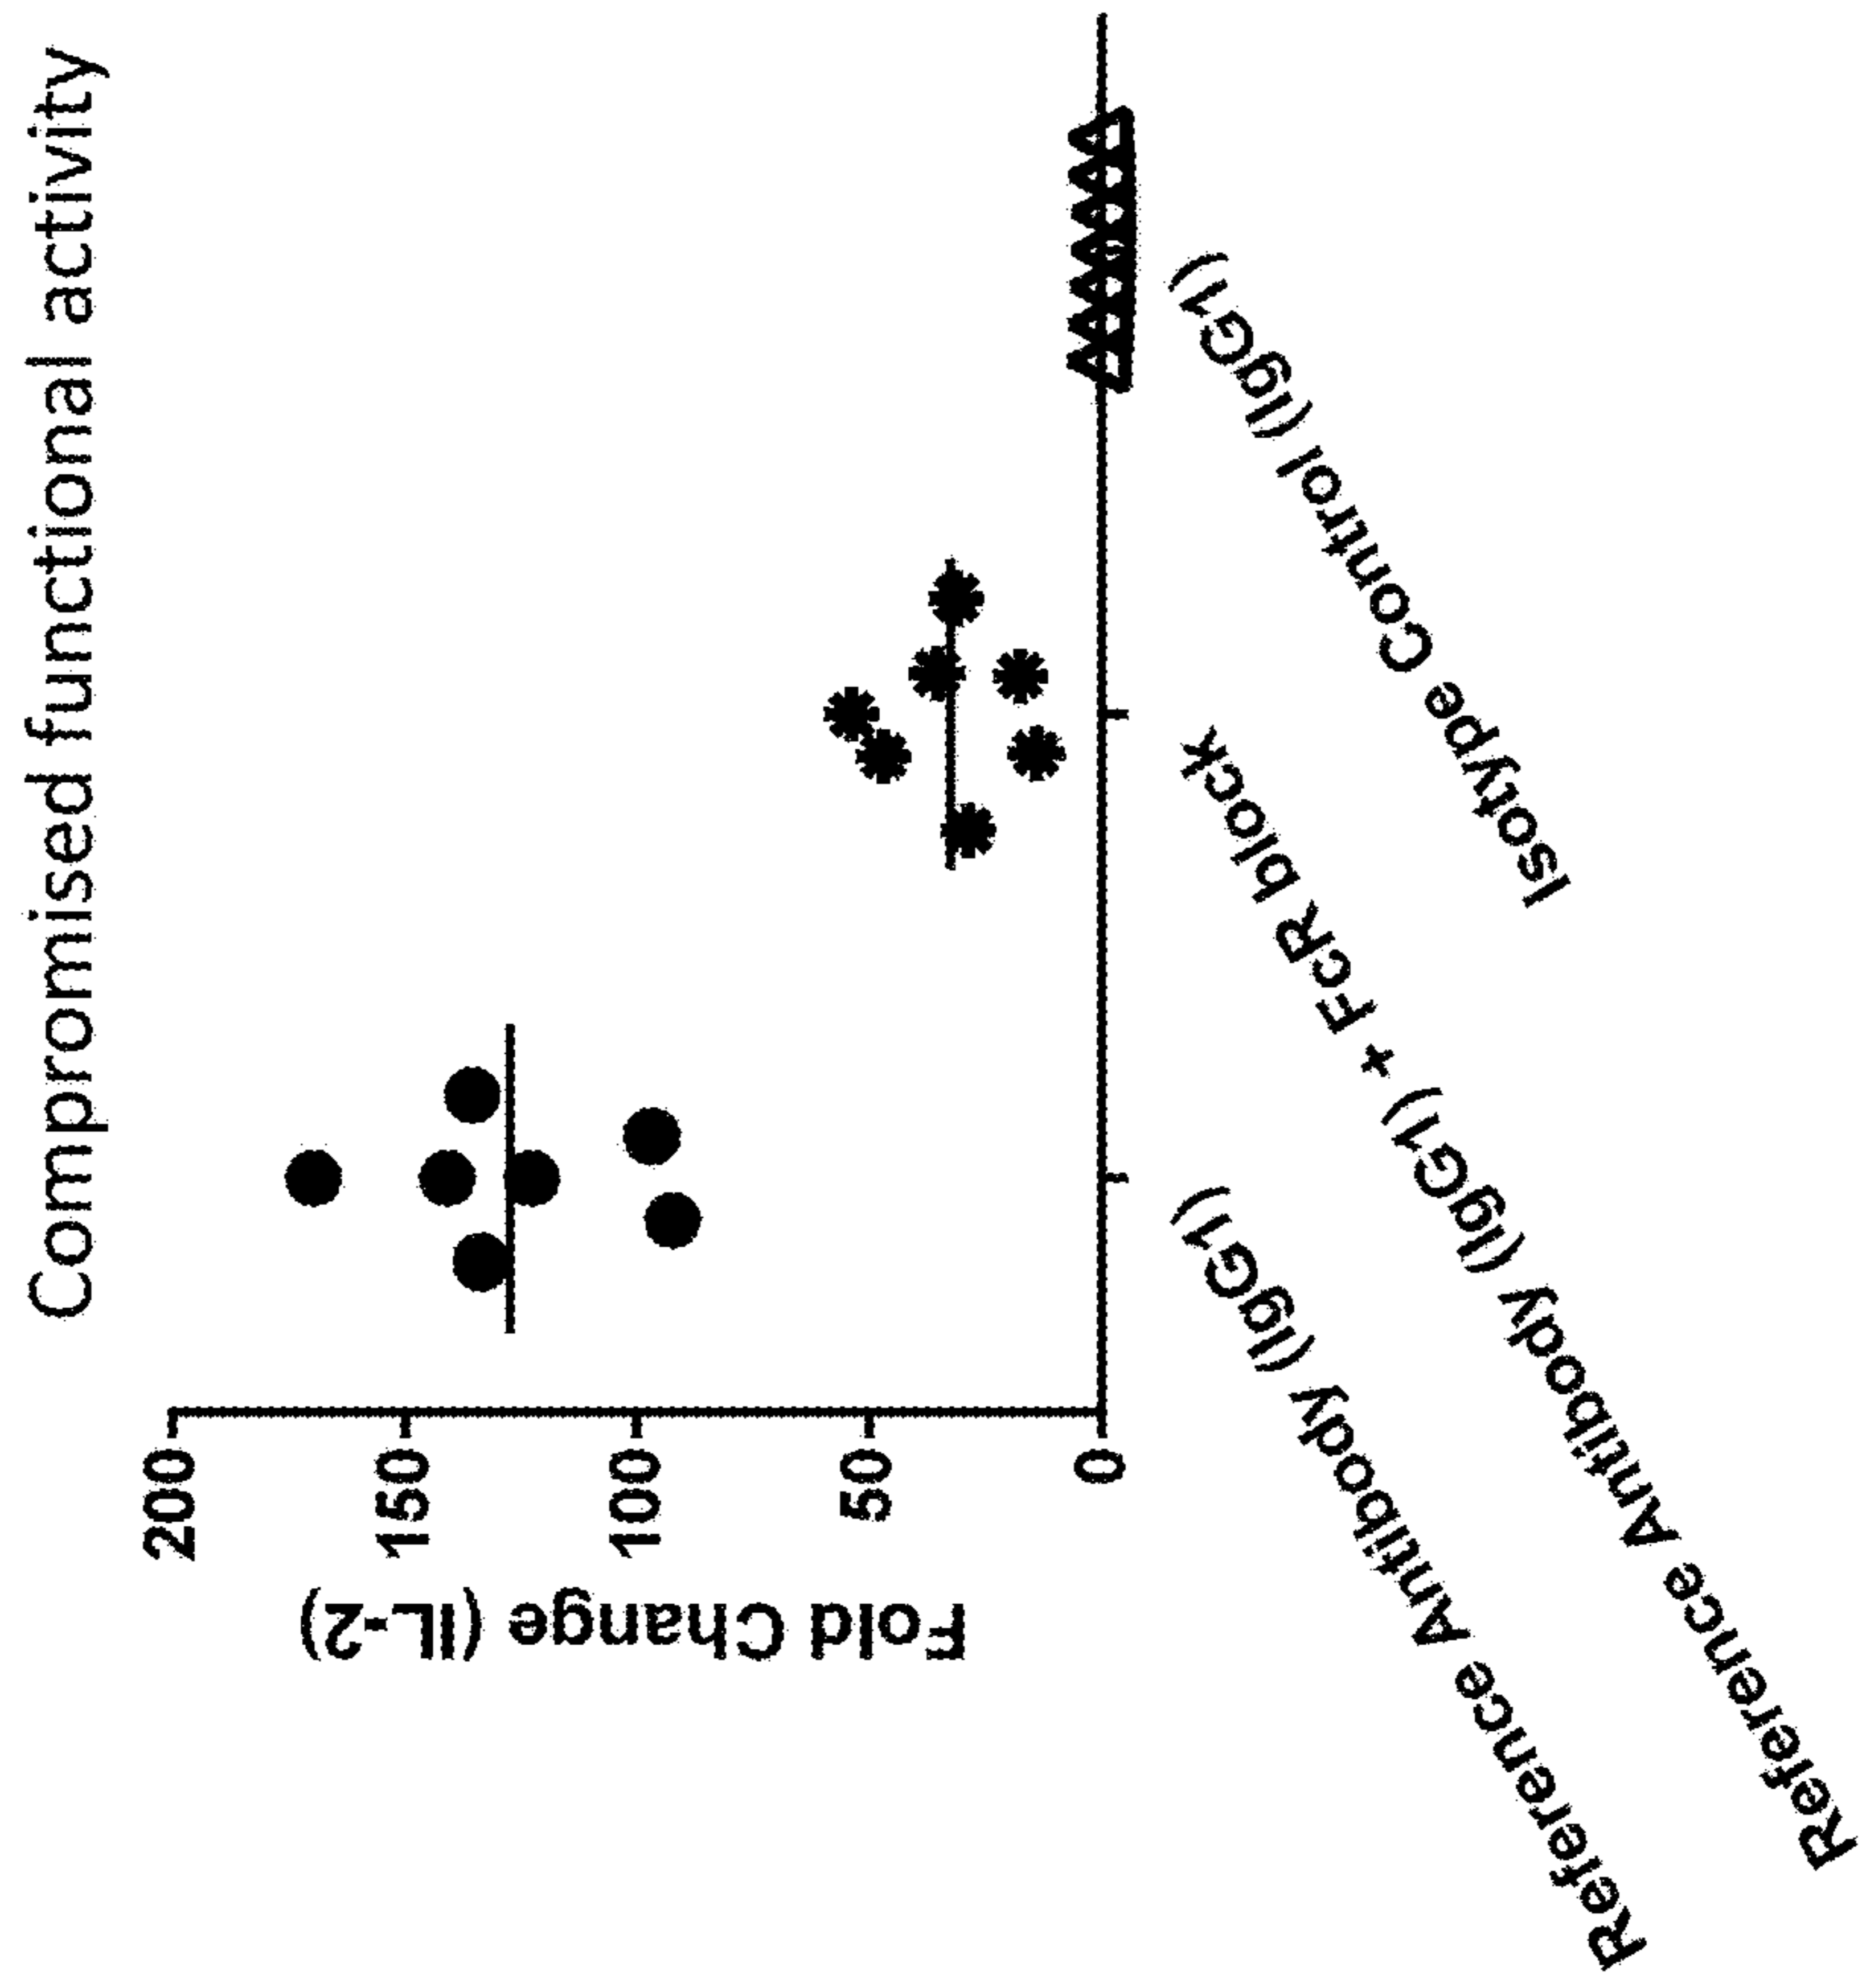 Compromised functional activity
Fold Change (IL-2)
200
150
100
50
0
Reference A Antibody (IgG1)
Reference A Antibody (IgG1) + FcR block
Isotype Control (IgG1)